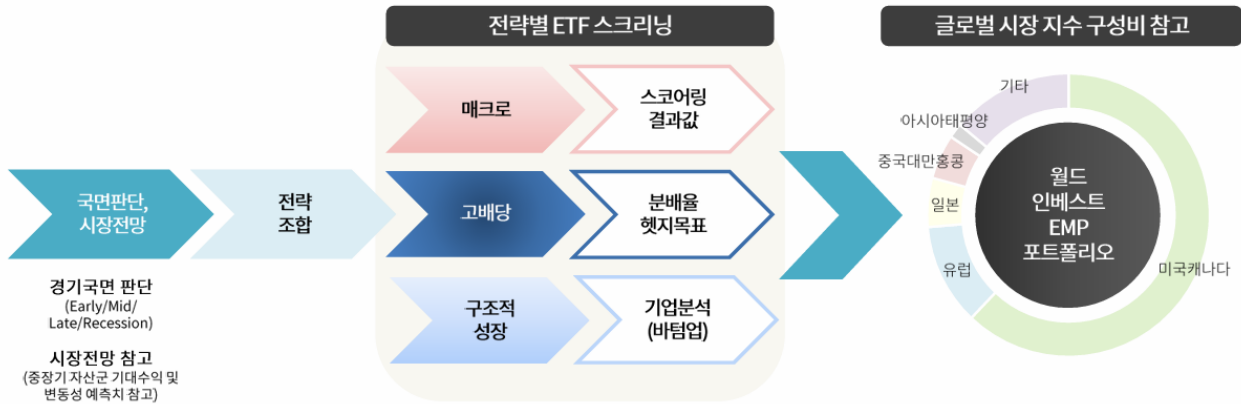 국면판단,
시장전망
경기국면 판단
(Early/Mid/
Late/Recession)
시장전망 참고
(중장기 자산군 기대수익 및
변동성 예측치 참고)
전략
조합
전략별 ETF 스크리닝
매크로
스코어링
결과값
고배당
분배율
헷지목표
구조적
성장
기업분석
(바텀업)
글로벌 시장 지수 구성비 참고
기타
아시아태평양
중국대만홍콩
일본
유럽
미국캐나다
월드
인베스트
EMP
포트폴리오